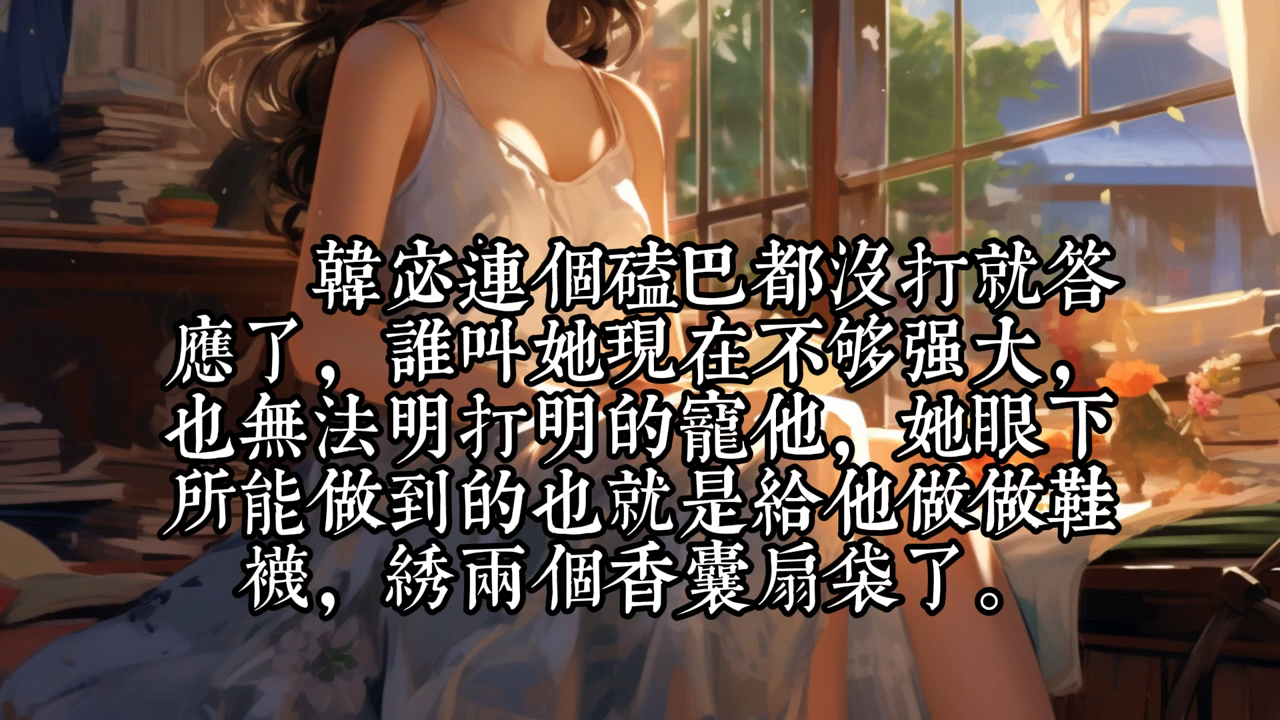 韓宓連個磕巴都沒打就答
應了，誰叫她現在不够强大，
也無法明打明的寵他，她眼下
所能做到的也就是給他做做鞋
襪，綉兩個香囊扇袋了。